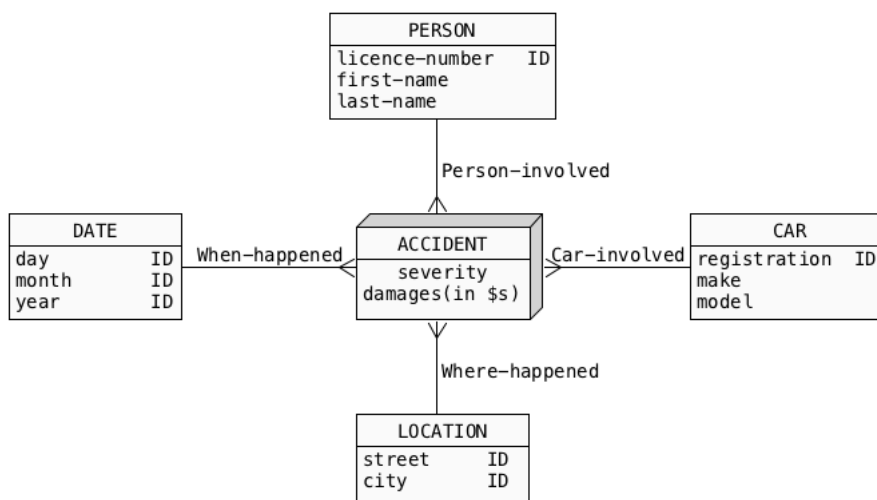 PERSON
licence-number ID
first-name
last-name
Person-involved
DATE
day ID
month ID
year ID
When-happened
ACCIDENT
severity
damages(in $s)
Car-involved
CAR
registration ID
make
model
Where-happened
LOCATION
street ID
city ID